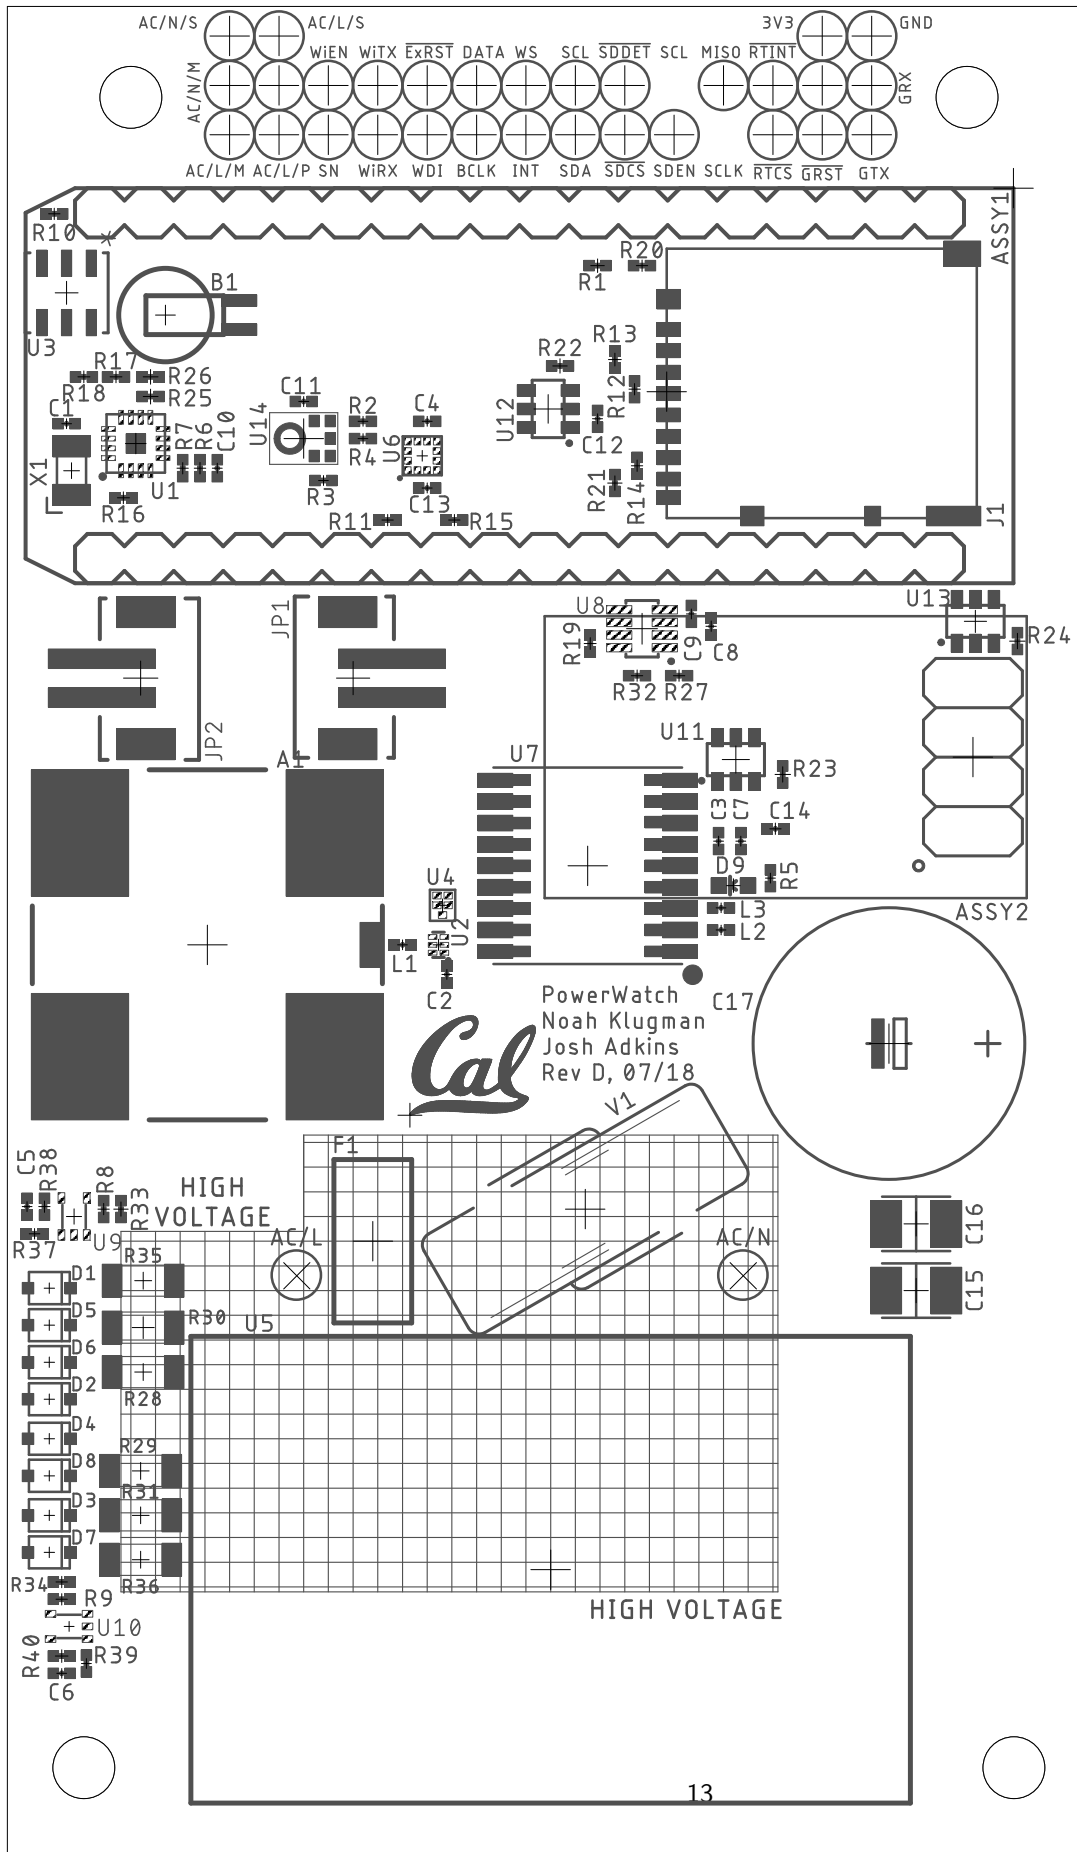 AC/N/S
AC/L/S
3V3
GND
WiEN
WiTX
ExRST
DATA
WS
SCL
SDDET
SCL
MISO
RTINT
AC/N/M
GRX
AC/L/M
AC/L/P
SN
WiRX
WDI
BCLK
INT
SDA
SDCS
SDEN
SCLK
RTCS
GRST
GTX
ASSY1
R10
*
R20
R1
B1
U3
R13
R22
R17
R26
R18
R25
R12
C11
U14
R2
C4
U12
C1
U6
R4
C12
R7
R6
C10
X1
R3
U1
C13
R21
R14
R16
R11
R15
J1
U13
JP1
U8
R19
C9
C8
R24
R32
R27
JP2
U11
A1
U7
R23
C3
C7
C14
D9
R5
U4
L3
ASSY2
U2
L2
L1
C2
PowerWatch
C17
Noah Klugman
Josh Adkins
Rev D, 07/18
Cal
V1
F1
C5
R38
R8
R33
HIGH
VOLTAGE
U9
R37
AC/L
AC/N
C16
D1
R35
C15
D5
R30
U5
D6
D2
R28
D4
R29
D8
R31
D3
D7
R34
R36
R9
HIGH VOLTAGE
U10
R40
R39
C6
13